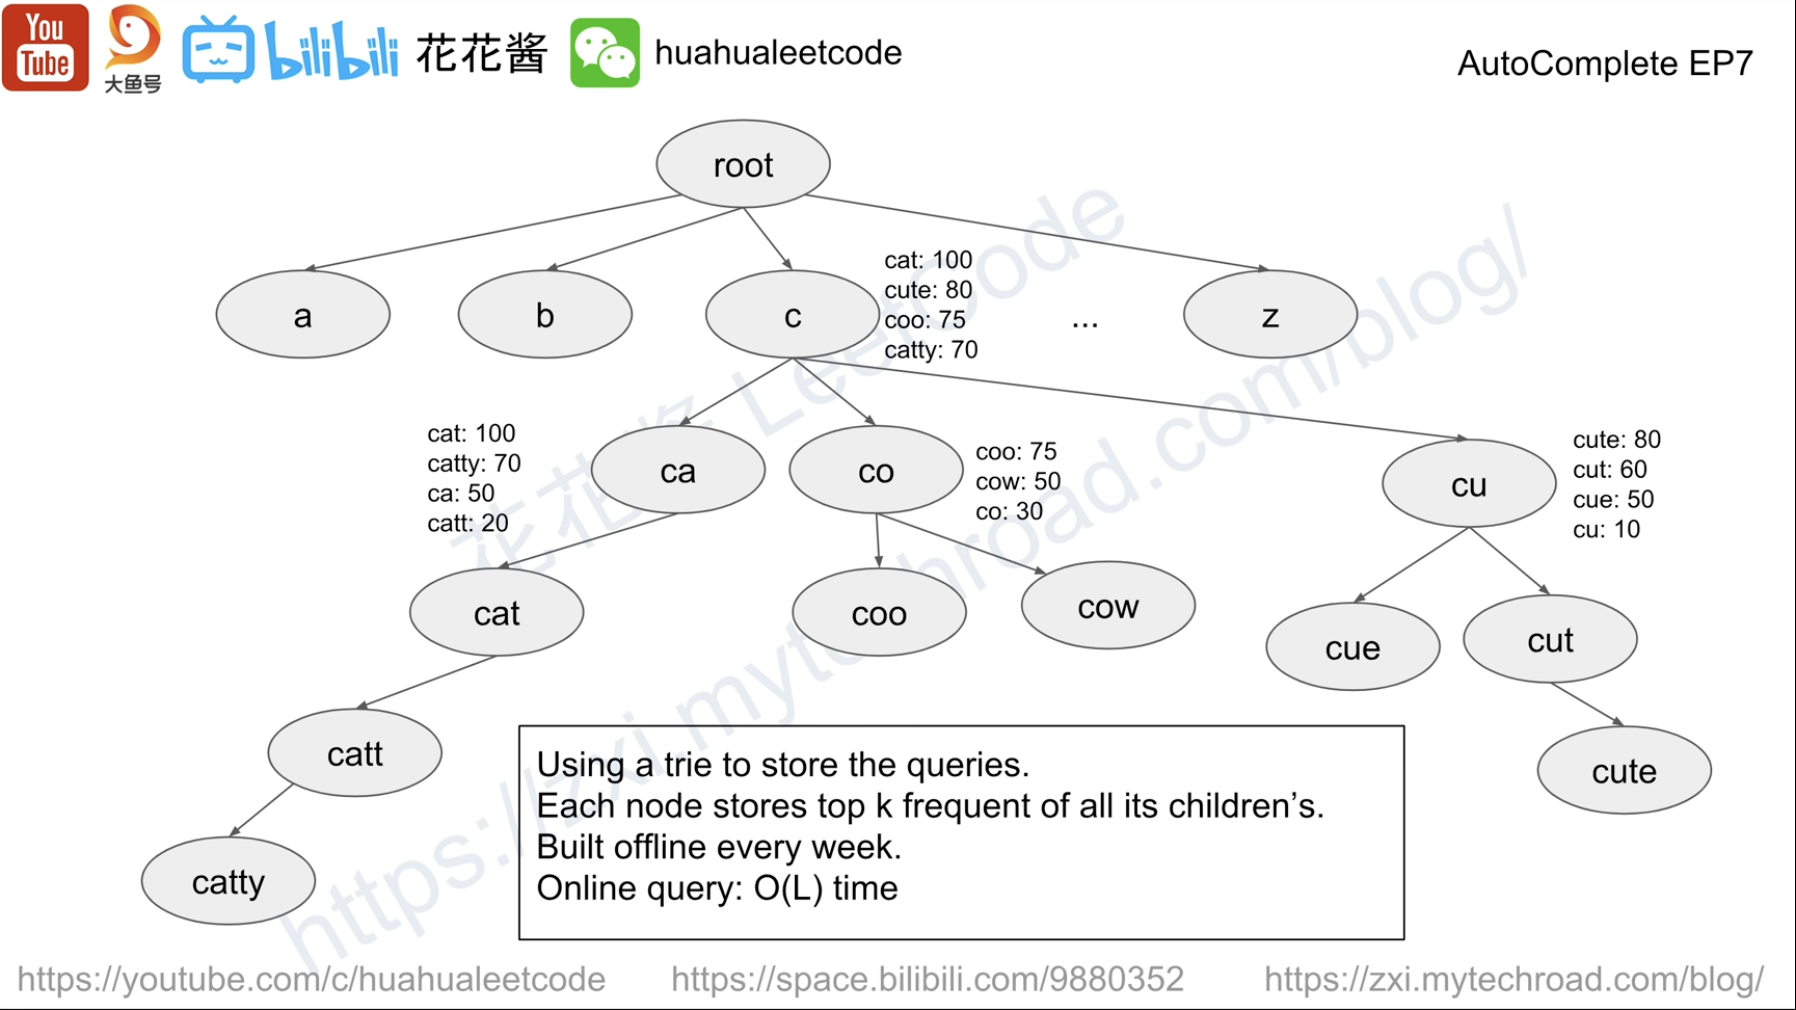 You
Tube
大鱼号
bilibili 花花酱 huahualeetcode
AutoComplete EP7
root
a
b
c
cat: 100
cute: 80
coo: 75
catty: 70
...
z
cat: 100
catty: 70
ca: 50
catt: 20
ca
co
coo: 75
cow: 50
co: 30
cu
cute: 80
cut: 60
cue: 50
cu: 10
cat
coo
cow
cue
cut
catt
cute
catty
Using a trie to store the queries.
Each node stores top k frequent of all its children’s.
Built offline every week.
Online query: O(L) time
花花酱 LeetCode
https://zxi.mytechroad.com/blog/
https://youtube.com/c/huahualeetcode
https://space.bilibili.com/9880352
https://zxi.mytechroad.com/blog/